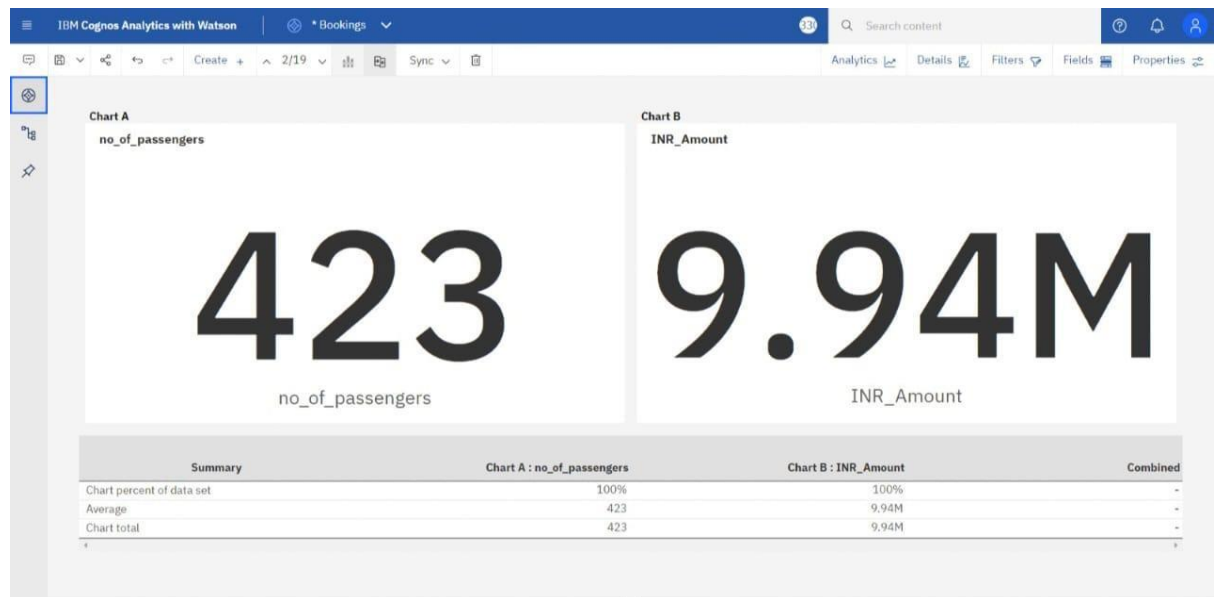 IBM Cognos Analytics with Watson
* Bookings
330
Search content
Create +
2/19
Sync
Analytics
Details
Filters
Fields
Properties
Chart A
no_of_passengers
423
no_of_passengers
Chart B
INR_Amount
9.94M
INR_Amount
Summary Chart A : no_of_passengers Chart B : INR_Amount Combined
Chart percent of data set 100% 100% -
Average 423 9.94M -
Chart total 423 9.94M -